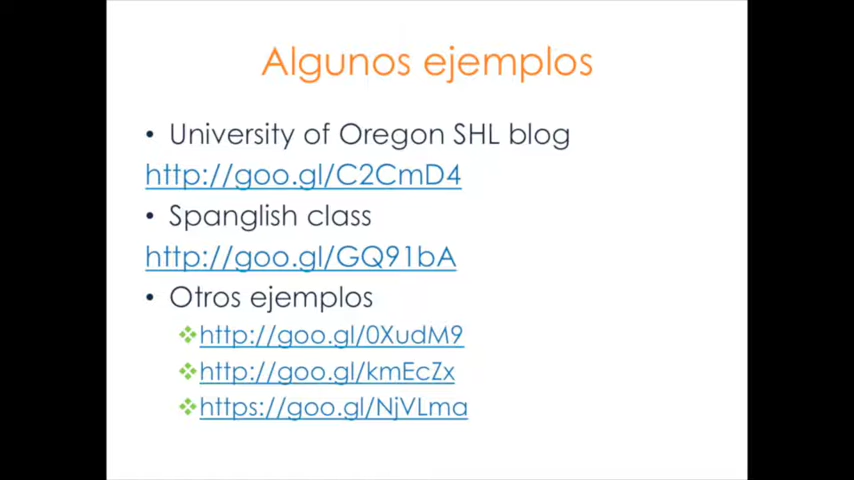 Algunos ejemplos
• University of Oregon SHL blog
http://goo.gl/C2CmD4
• Spanglish class
http://goo.gl/GQ91bA
• Otros ejemplos
❖http://goo.gl/0XudM9
❖http://goo.gl/kmEcZx
❖https://goo.gl/NjVLma